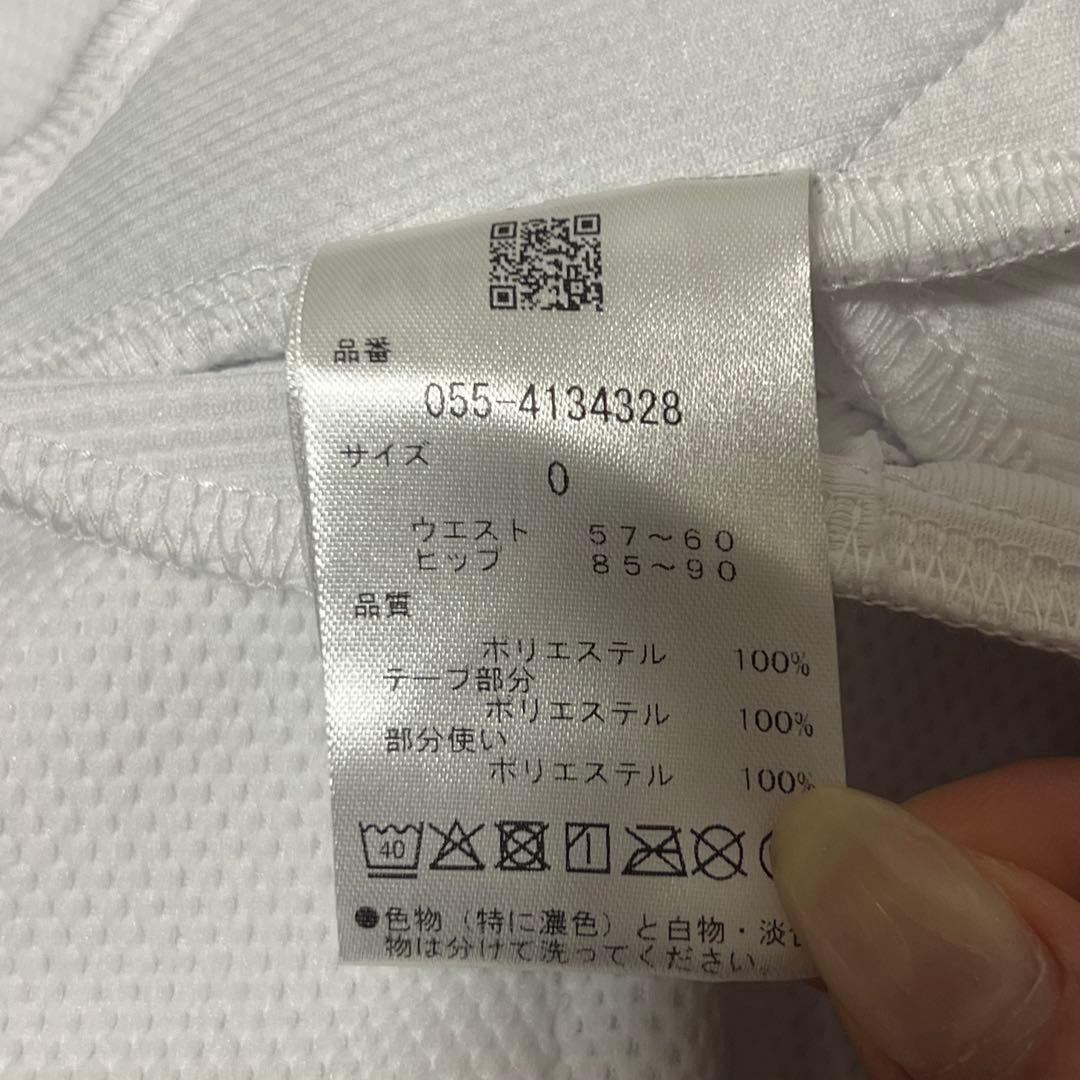 品番
055-4134328
サイズ
0
ウエスト 57～60
ヒップ 85～90
品質
ポリエステル 100%
テープ部分
ポリエステル 100%
部分使い
ポリエステル 100%
40
●色物（特に濃色）と白物・淡色
物は分けて洗ってください。